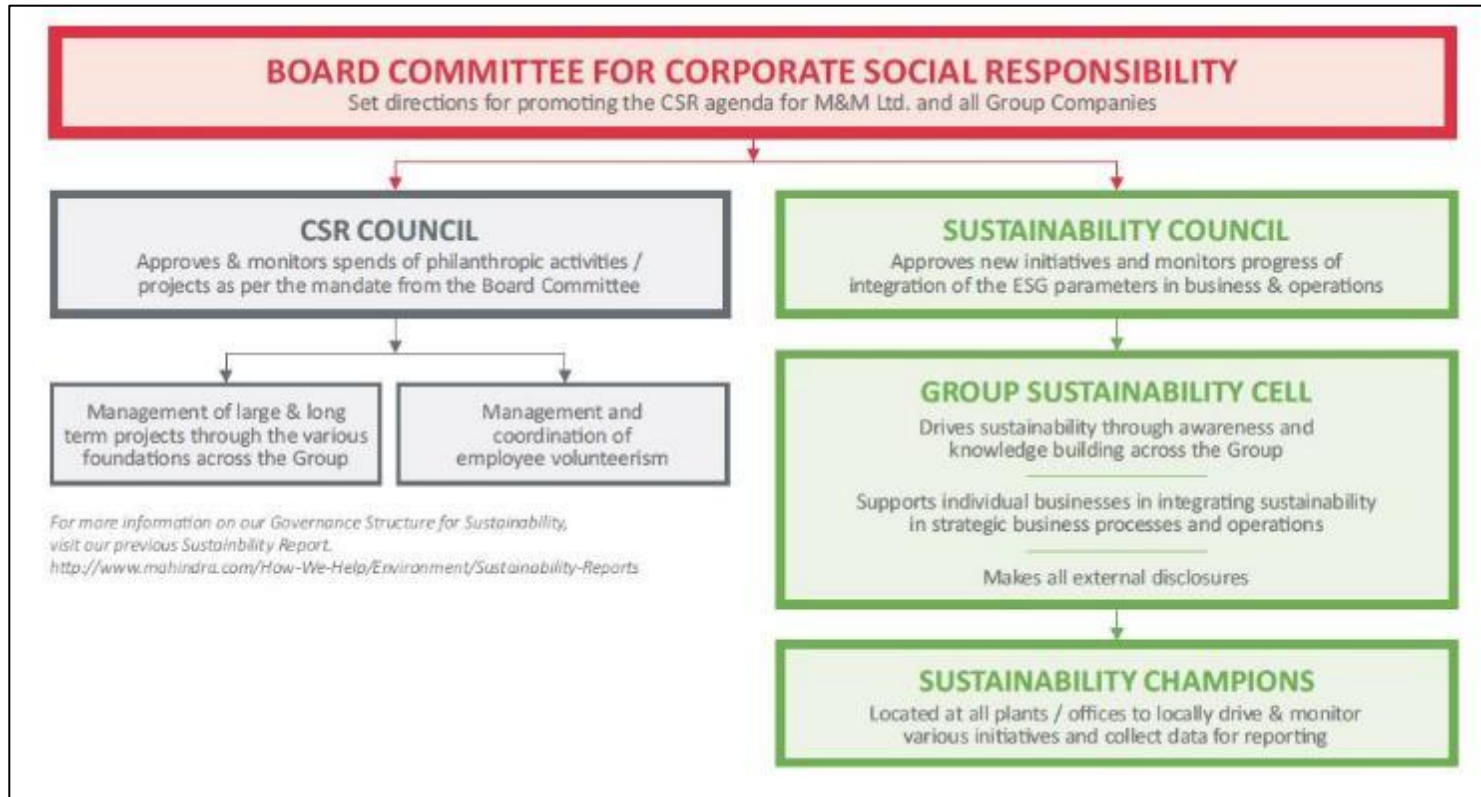 BOARD COMMITTEE FOR CORPORATE SOCIAL RESPONSIBILITY
Set directions for promoting the CSR agenda for M&M Ltd. and all Group Companies
CSR COUNCIL
Approves & monitors spends of philanthropic activities /
projects as per the mandate from the Board Committee
Management of large & long
term projects through the various
foundations across the Group
Management and
coordination of
employee volunteerism
For more information on our Governance Structure for Sustainability,
visit our previous Sustainbility Report.
http://www.mahindra.com/How-We-Help/Environment/Sustainability-Reports
SUSTAINABILITY COUNCIL
Approves new initiatives and monitors progress of
integration of the ESG parameters in business & operations
GROUP SUSTAINABILITY CELL
Drives sustainability through awareness and
knowledge building across the Group
Supports individual businesses in integrating sustainability
in strategic business processes and operations
Makes all external disclosures
SUSTAINABILITY CHAMPIONS
Located at all plants / offices to locally drive & monitor
various initiatives and collect data for reporting